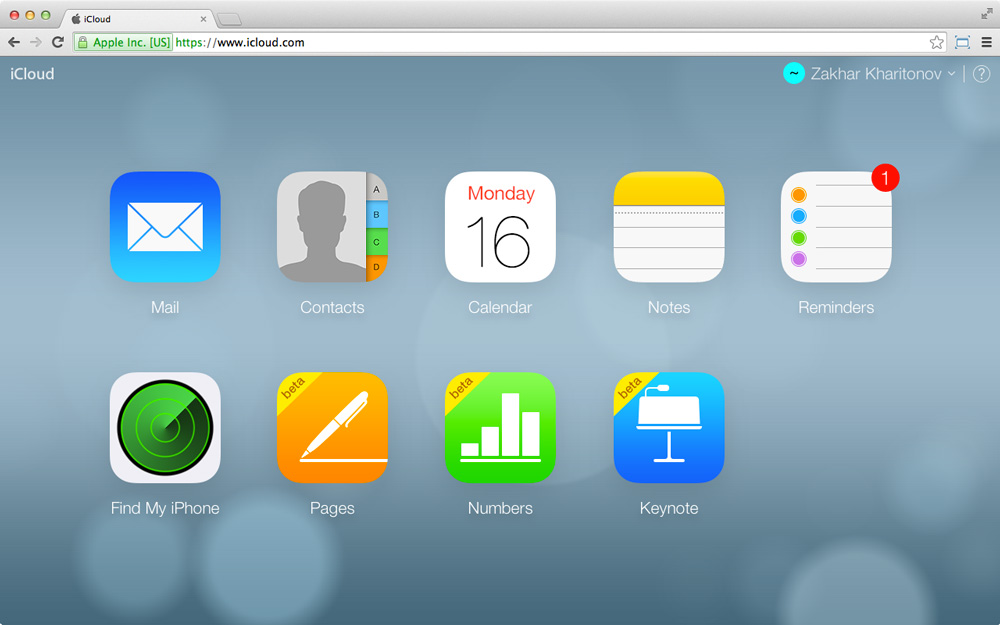 iCloud
Apple Inc. [US] https://www.icloud.com
iCloud
~ Zakhar Kharitonov ?
Monday
16
A
B
C
D
1
Mail Contacts Calendar Notes Reminders
beta beta beta
Find My iPhone Pages Numbers Keynote